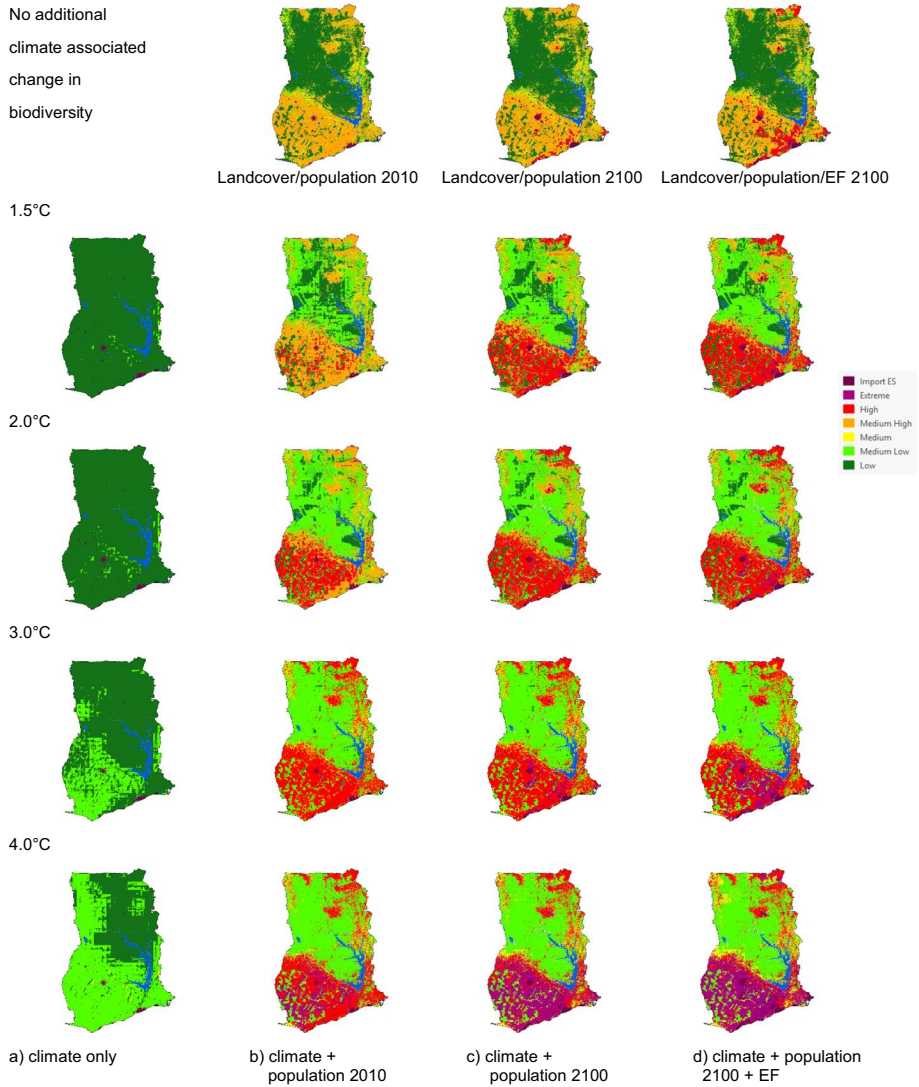 No additional
climate associated
change in
biodiversity
Landcover/population 2010
Landcover/population 2100
Landcover/population/EF 2100
1.5°C
Import ES
Extreme
High
Medium High
Medium
Medium Low
Low
2.0°C
3.0°C
4.0°C
a) climate only
b) climate +
population 2010
c) climate +
population 2100
d) climate + population
2100 + EF